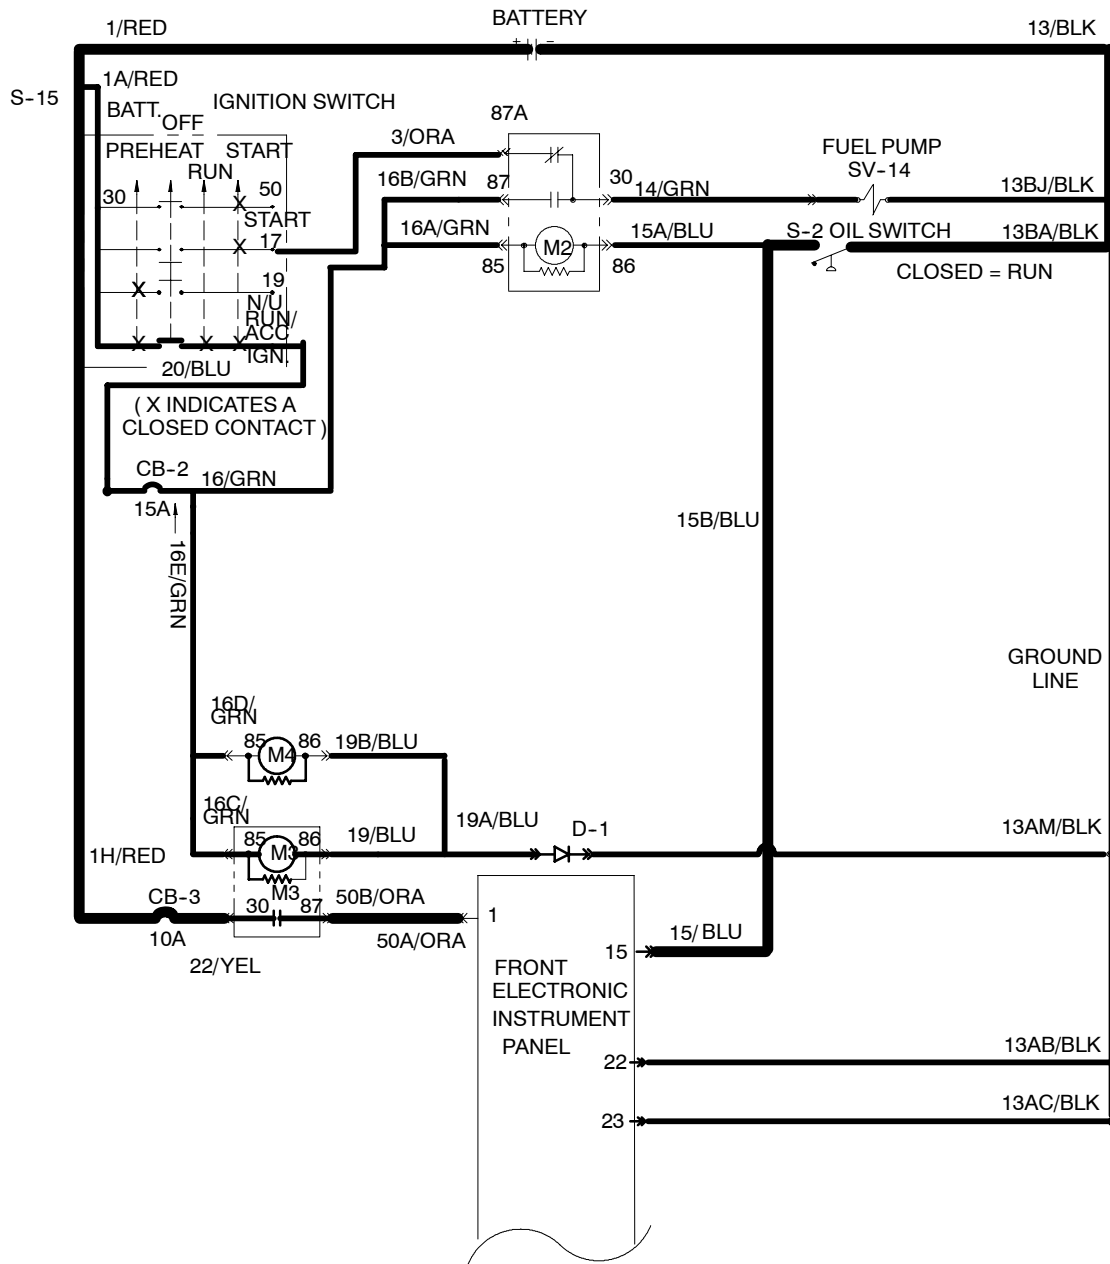 1/RED
BATTERY
13/BLK
+ -
1A/RED
S-15
BATT.
IGNITION SWITCH
OFF
87A
3/ORA
PREHEAT START
RUN
FUEL PUMP
SV-14
16B/GRN
87
30
14/GRN
13BJ/BLK
30
50
X
START
16A/GRN
M2
15A/BLU
S-2 OIL SWITCH
13BA/BLK
17
X
85
86
CLOSED = RUN
19
X
N/U
RUN/
ACC
X X X
IGN.
20/BLU
( X INDICATES A
CLOSED CONTACT )
CB-2
16/GRN
15A
15B/BLU
16E/GRN
GROUND
LINE
16D/
GRN
85 86
M4
19B/BLU
16C/
GRN
19A/BLU
D-1
13AM/BLK
85 86
M3
19/BLU
1H/RED
CB-3
M3
30 87
50B/ORA
1
10A
50A/ORA
15
15/ BLU
22/YEL
FRONT
ELECTRONIC
INSTRUMENT
PANEL
22
13AB/BLK
23
13AC/BLK